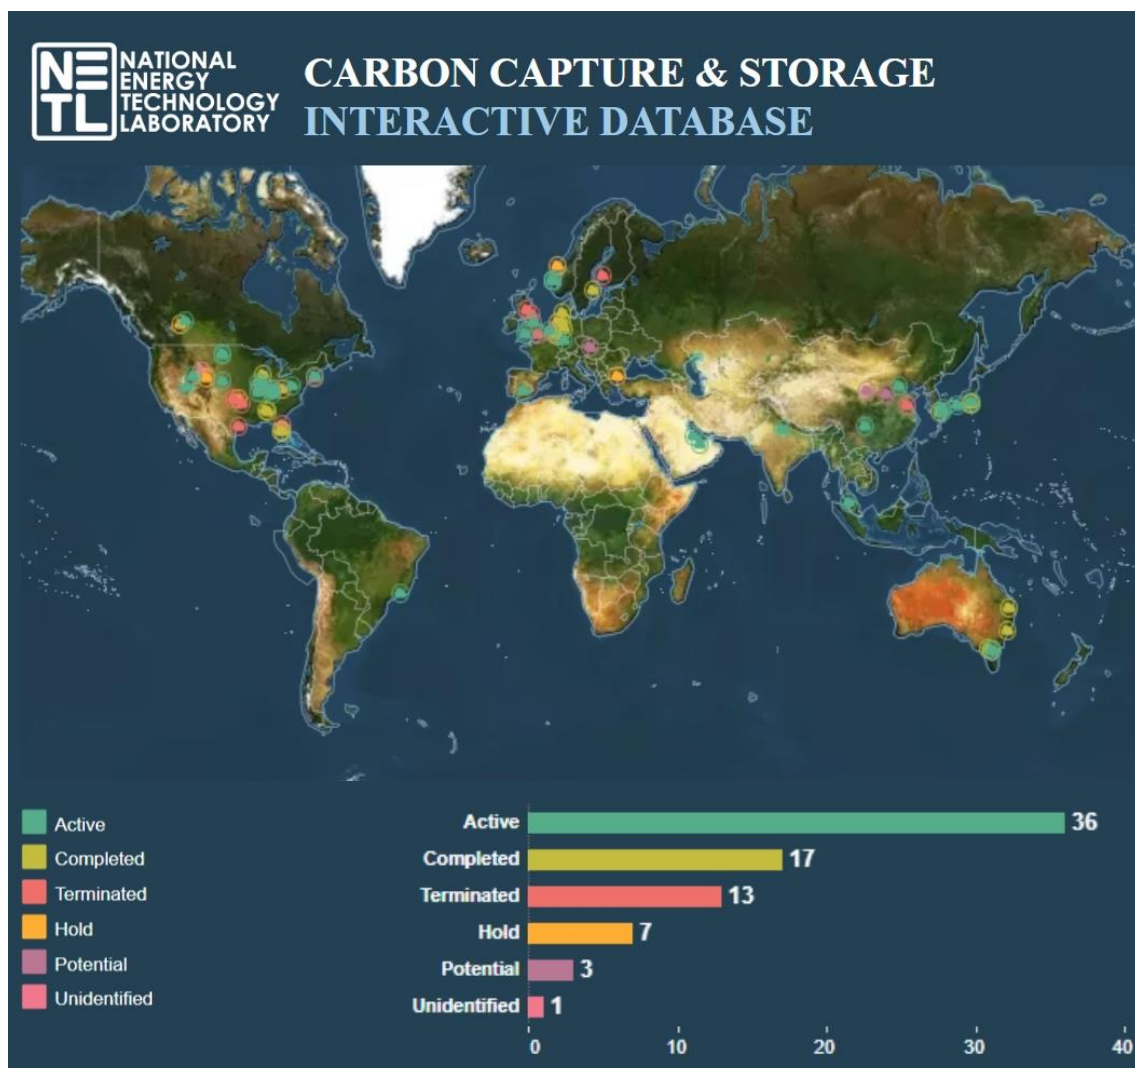 NETL
NATIONAL
ENERGY
TECHNOLOGY
LABORATORY
CARBON CAPTURE & STORAGE
INTERACTIVE DATABASE
Active
Completed
Terminated
Hold
Potential
Unidentified
Active 36
Completed 17
Terminated 13
Hold 7
Potential 3
Unidentified 1
0 10 20 30 40